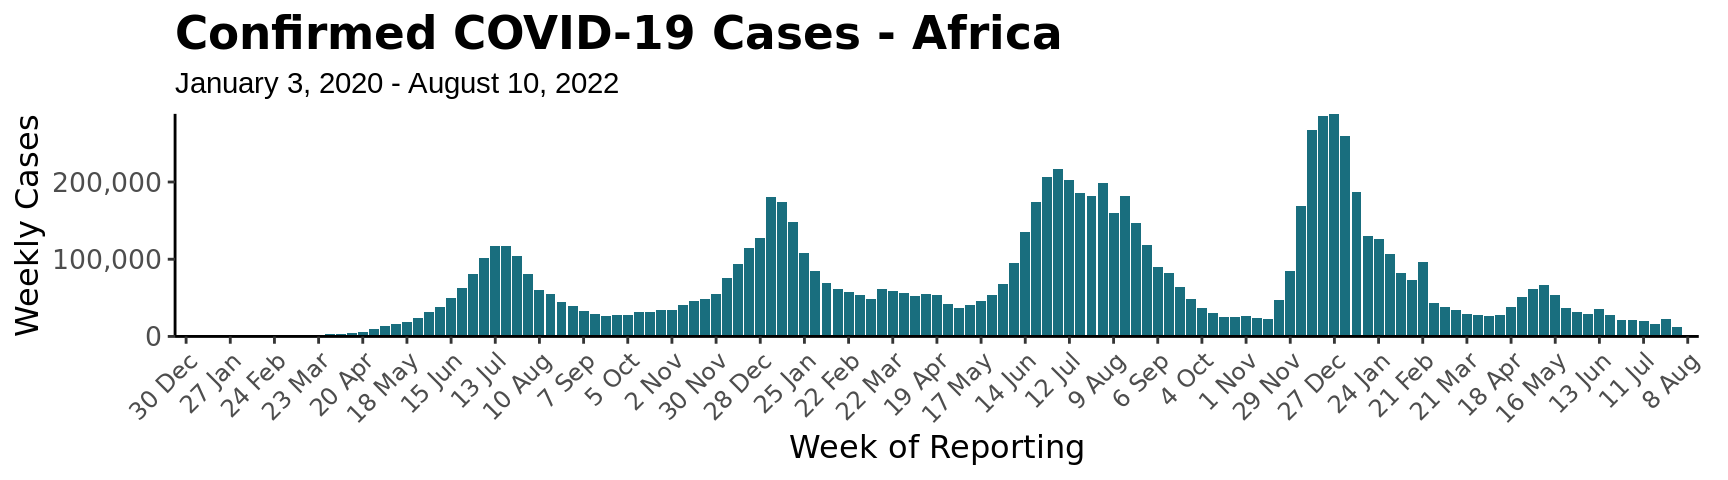 Confirmed COVID-19 Cases - Africa
January 3, 2020 - August 10, 2022
Weekly Cases
200,000
100,000
0
30 Dec
27 Jan
24 Feb
23 Mar
20 Apr
18 May
15 Jun
13 Jul
10 Aug
7 Sep
5 Oct
2 Nov
30 Nov
28 Dec
25 Jan
22 Feb
22 Mar
19 Apr
17 May
14 Jun
12 Jul
9 Aug
6 Sep
4 Oct
1 Nov
29 Nov
27 Dec
24 Jan
21 Feb
21 Mar
18 Apr
16 May
13 Jun
11 Jul
8 Aug
Week of Reporting